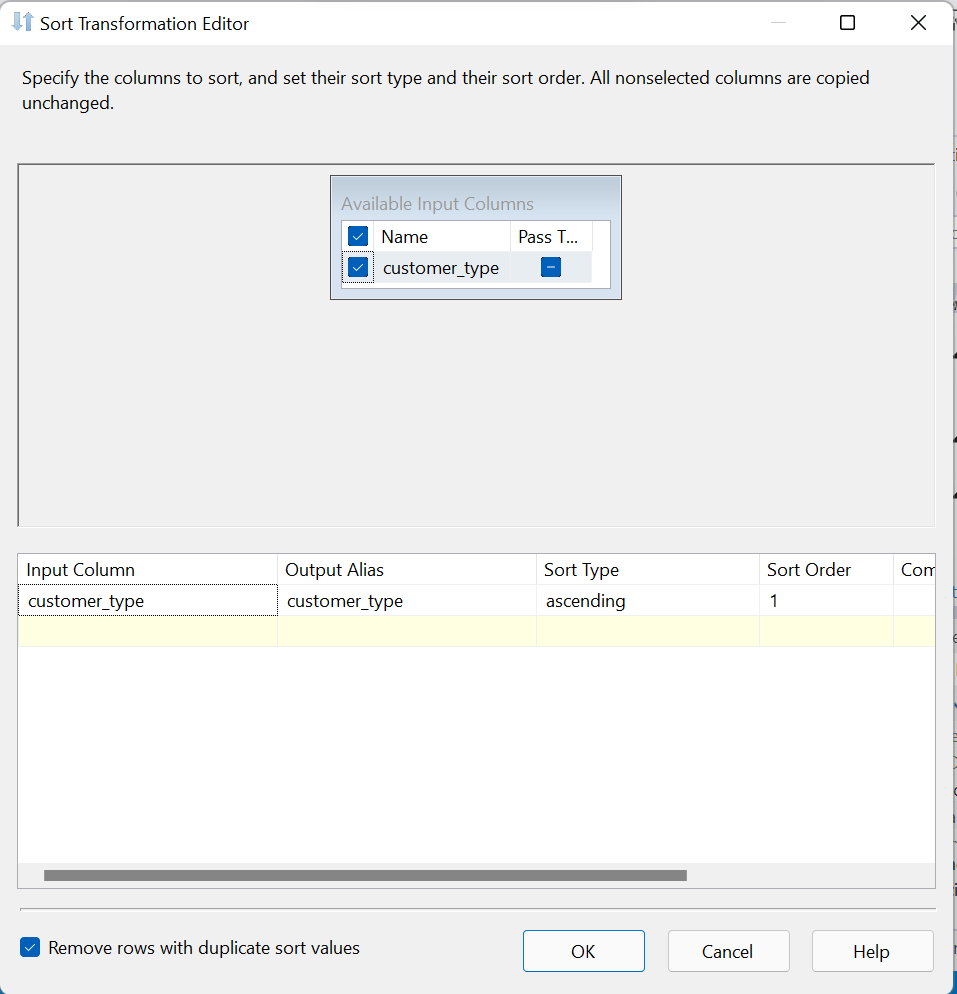 Sort Transformation Editor
Specify the columns to sort, and set their sort type and their sort order. All nonselected columns are copied
unchanged.
Available Input Columns
Name Pass T...
customer_type
Input Column Output Alias Sort Type Sort Order Com
customer_type customer_type ascending 1
Remove rows with duplicate sort values
OK Cancel Help